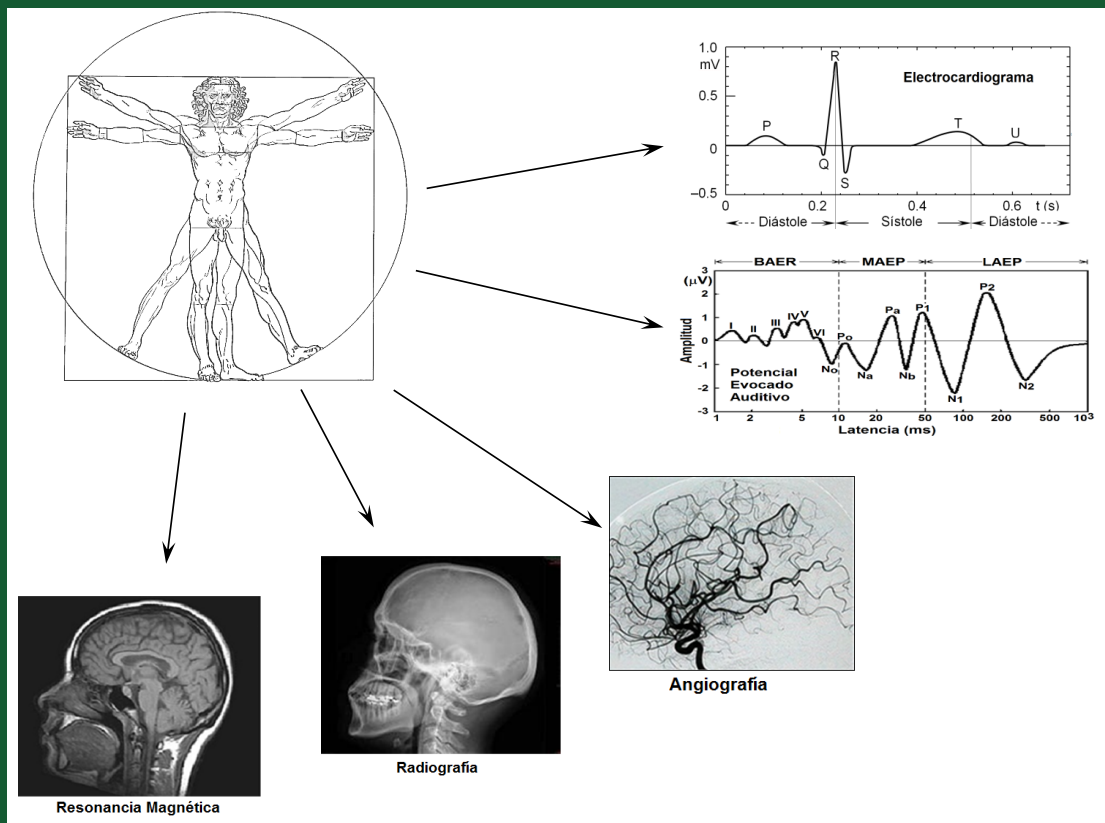 1.0
mV
Electrocardiograma
R
0.5
P
T
U
0
Q
S
−0.5
0
0.2
0.4
0.6
t (s)
Diástole
Sístole
Diástole
BAER
MAEP
LAEP
3
(µV)
2
1
0
-1
-2
-3
Amplitud
I
II
III
IV
V
VI
No
Po
Na
Pa
Nb
P1
N1
P2
N2
Potencial
Evocado
Auditivo
1
2
5
10
20
50
100
200
500
10³
Latencia (ms)
Angiografía
Radiografía
Resonancia Magnética